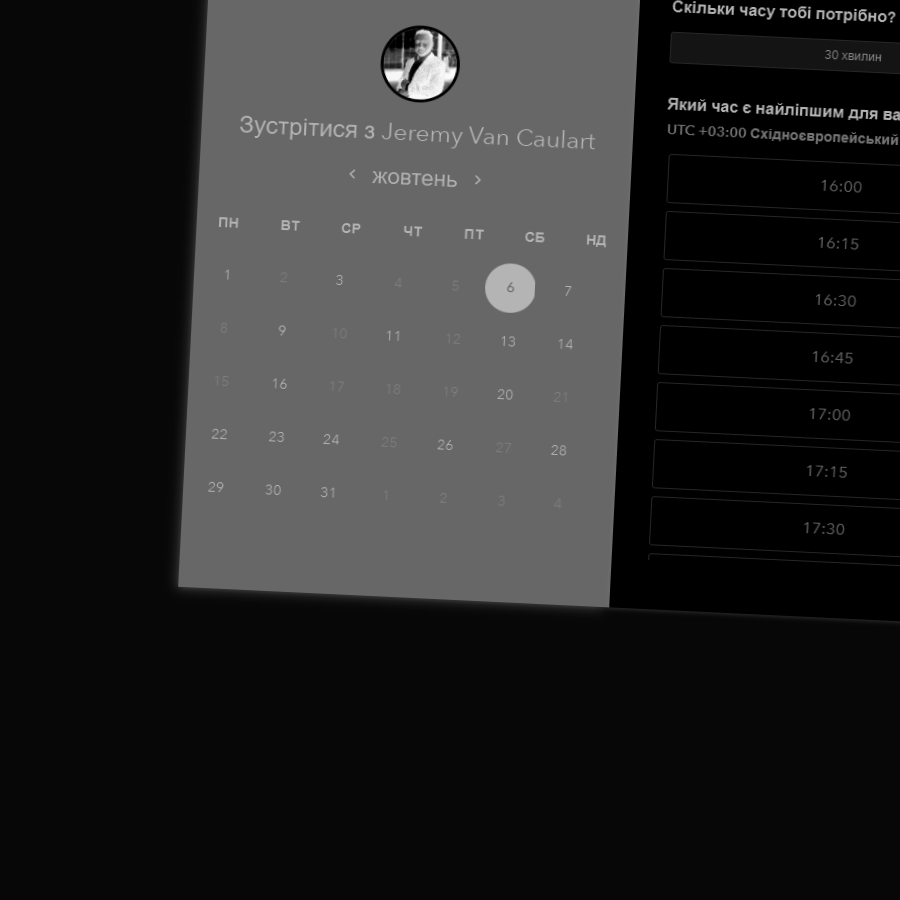 Зустрітися з Jeremy Van Caulart
жовтень
ПН ВТ СР ЧТ ПТ СБ НД
1 2 3 4 5 6 7
8 9 10 11 12 13 14
15 16 17 18 19 20 21
22 23 24 25 26 27 28
29 30 31 1 2 3 4
Скільки часу тобі потрібно?
30 хвилин
Який час є найліпшим для
UTC +03:00 Східноєвропейський
16:00
16:15
16:30
16:45
17:00
17:15
17:30